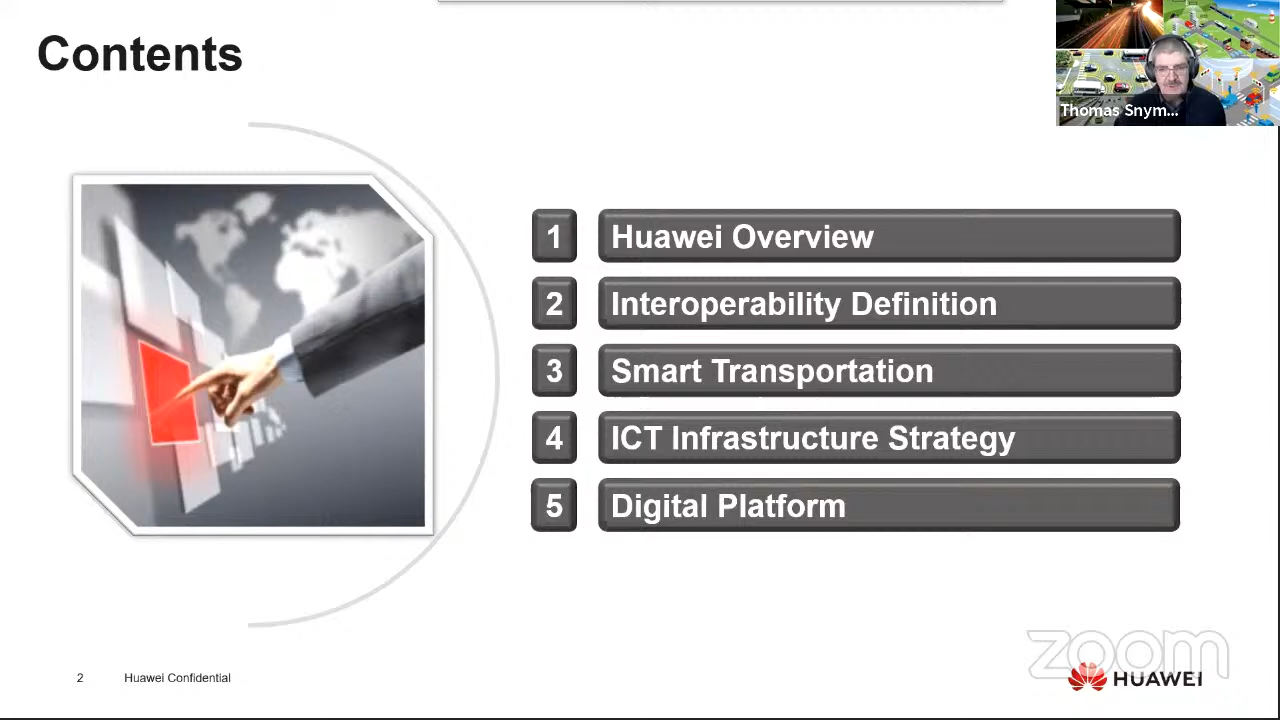 Contents
Thomas Snym...
1 Huawei Overview
2 Interoperability Definition
3 Smart Transportation
4 ICT Infrastructure Strategy
5 Digital Platform
zoom
2 Huawei Confidential
HUAWEI